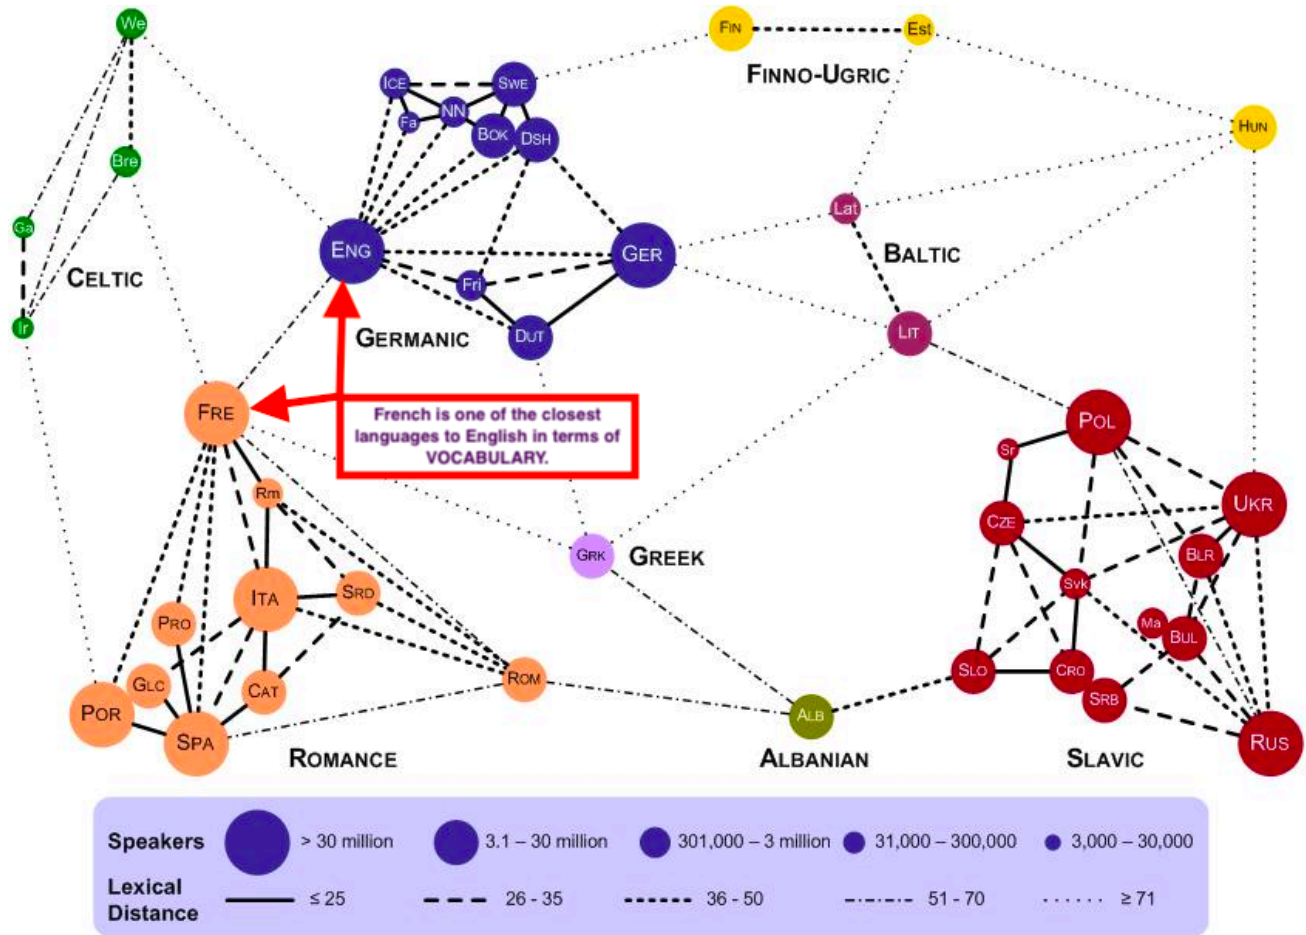 We
FIN
Est
FINNO-UGRIC
ICE
SWE
Fa
NN
BOK
DSH
HUN
Bre
Ga
Lat
ENG
GER
BALTIC
CELTIC
Fri
Ir
GERMANIC
DUT
LIT
FRE
French is one of the closest
languages to English in terms of
VOCABULARY.
POL
Sr
Rm
UKR
CZE
GRK
GREEK
BLR
Svk
ITA
SRD
PRO
Ma
BUL
GLC
CAT
ROM
SLO
CRO
SRB
POR
SPA
ALB
RUS
ROMANCE
ALBANIAN
SLAVIC
Speakers
> 30 million
3.1 – 30 million
301,000 – 3 million
31,000 – 300,000
3,000 – 30,000
Lexical
Distance
≤ 25
26 - 35
36 - 50
51 - 70
≥ 71